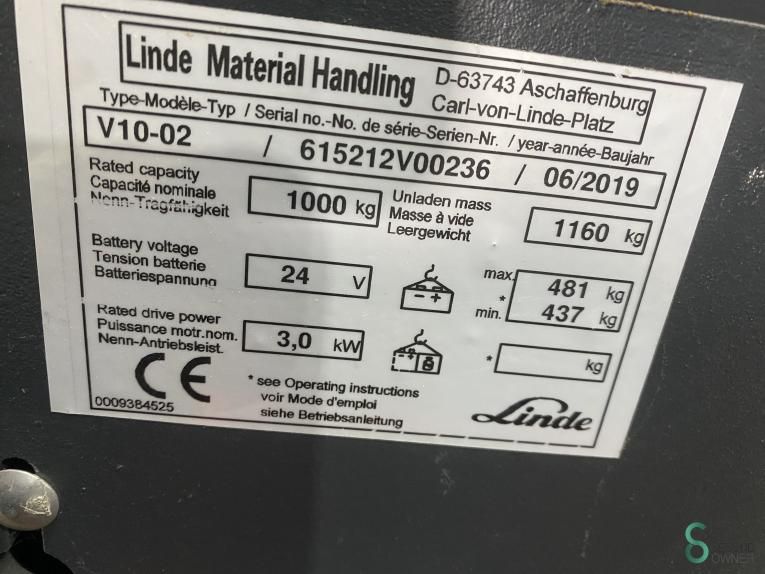 Linde Material Handling
D-63743 Aschaffenburg
Carl-von-Linde-Platz
Type-Modèle-Typ / Serial no.-No. de série-Serien-Nr. / year-année-Baujahr
V10-02 / 615212V00236 / 06/2019
Rated capacity
Capacité nominale
Nenn-Tragfähigkeit
1000 kg
Unladen mass
Masse à vide
Leergewicht
1160 kg
Battery voltage
Tension batterie
Batteriespannung
24 V
max. 481 kg
*
min. 437 kg
Rated drive power
Puissance motr.nom.
Nenn-Antriebsleist.
3,0 kW
* kg
CE
0009384525
* see Operating instructions
voir Mode d'emploi
siehe Betriebsanleitung
Linde
SECOND
OWNER